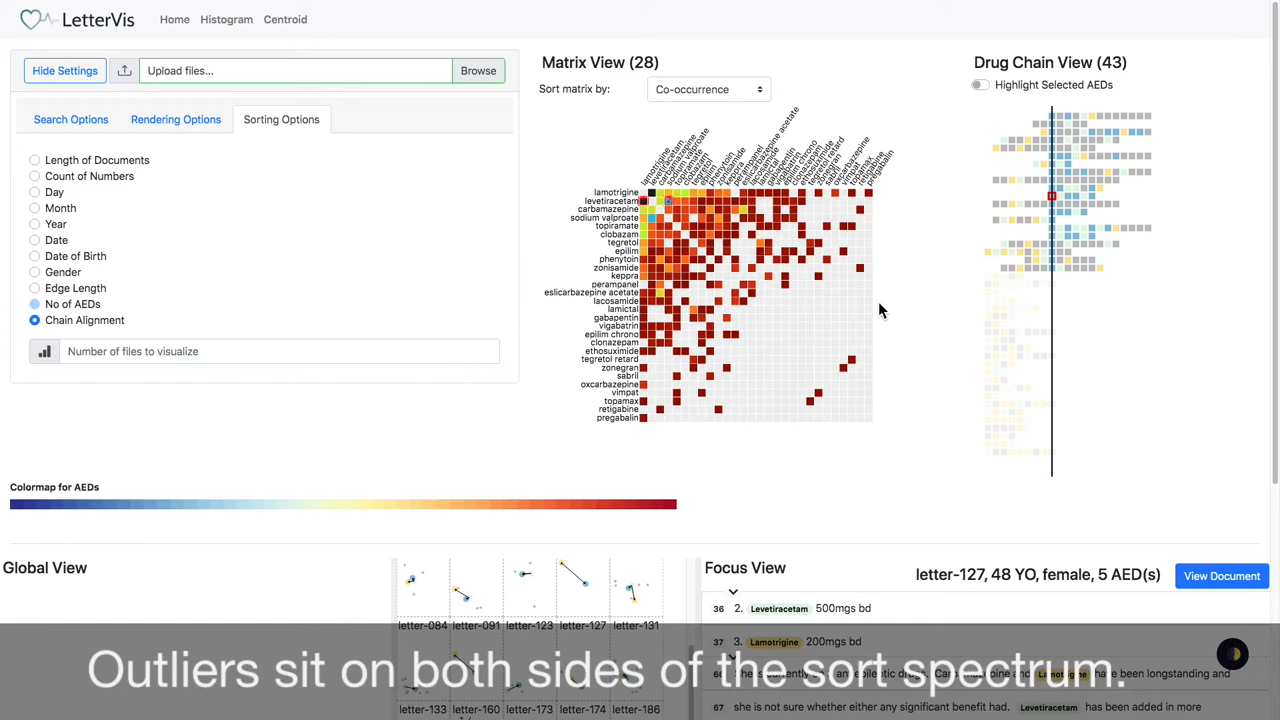 LetterVis
Home
Histogram
Centroid
Hide Settings
Upload files...
Browse
Search Options
Rendering Options
Sorting Options
Length of Documents
Count of Numbers
Day
Month
Year
Date
Date of Birth
Gender
Edge Length
No of AEDs
Chain Alignment
Number of files to visualize
Matrix View (28)
Sort matrix by:
Co-occurrence
lamotrigine
levetiracetam
carbamazepine
sodium valproate
topiramate
clobazam
tegretol
epilim
phenytoin
zonisamide
keppra
perampanel
eslicarbazepine acetate
lacosamide
lamictal
gabapentin
vigabatrin
epilim chrono
clonazepam
ethosuximide
tegretol retard
zonegran
sabril
oxcarbazepine
vimpat
topamax
retigabine
pregabalin
Drug Chain View (43)
Highlight Selected AEDs
Colormap for AEDs
Global View
letter-084
letter-091
letter-123
letter-127
letter-131
letter-133
letter-160
letter-173
letter-174
letter-186
Focus View
letter-127, 48 YO, female, 5 AED(s)
View Document
36 2. Levetiracetam 500mgs bd
37 3. Lamotrigine 200mgs bd
67 she is not sure whether either any significant benefit had. Levetiracetam has been added in more
Outliers sit on both sides of the sort spectrum.